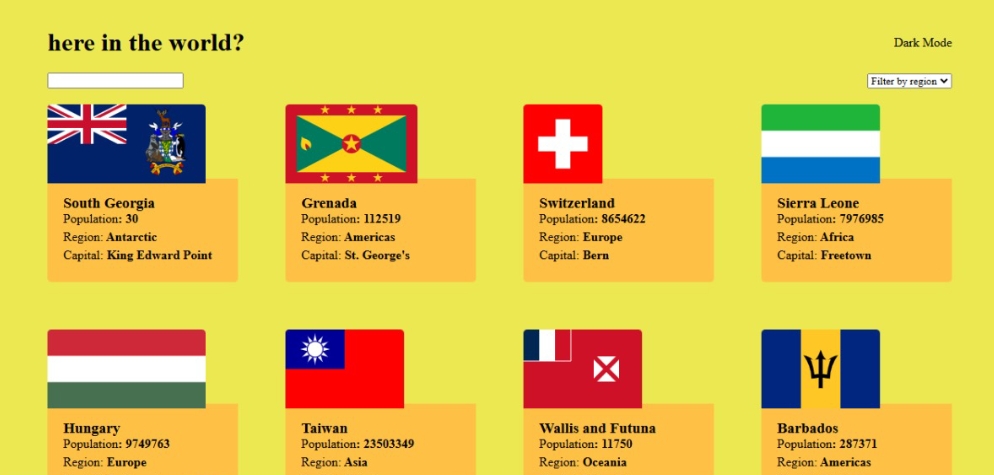 here in the world?
Dark Mode
Filter by region
South Georgia
Population: 30
Region: Antarctic
Capital: King Edward Point
Grenada
Population: 112519
Region: Americas
Capital: St. George's
Switzerland
Population: 8654622
Region: Europe
Capital: Bern
Sierra Leone
Population: 7976985
Region: Africa
Capital: Freetown
Hungary
Population: 9749763
Region: Europe
Taiwan
Population: 23503349
Region: Asia
Wallis and Futuna
Population: 11750
Region: Oceania
Barbados
Population: 287371
Region: Americas